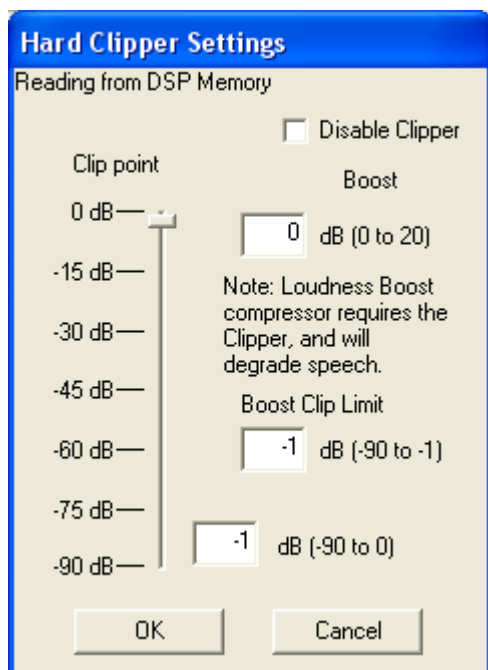 Hard Clipper Settings
Reading from DSP Memory
Disable Clipper
Clip point
Boost
0 dB
0 dB (0 to 20)
-15 dB
Note: Loudness Boost
compressor requires the
Clipper, and will
degrade speech.
-30 dB
-45 dB
Boost Clip Limit
-60 dB
-1 dB (-90 to -1)
-75 dB
-1 dB (-90 to 0)
-90 dB
OK
Cancel